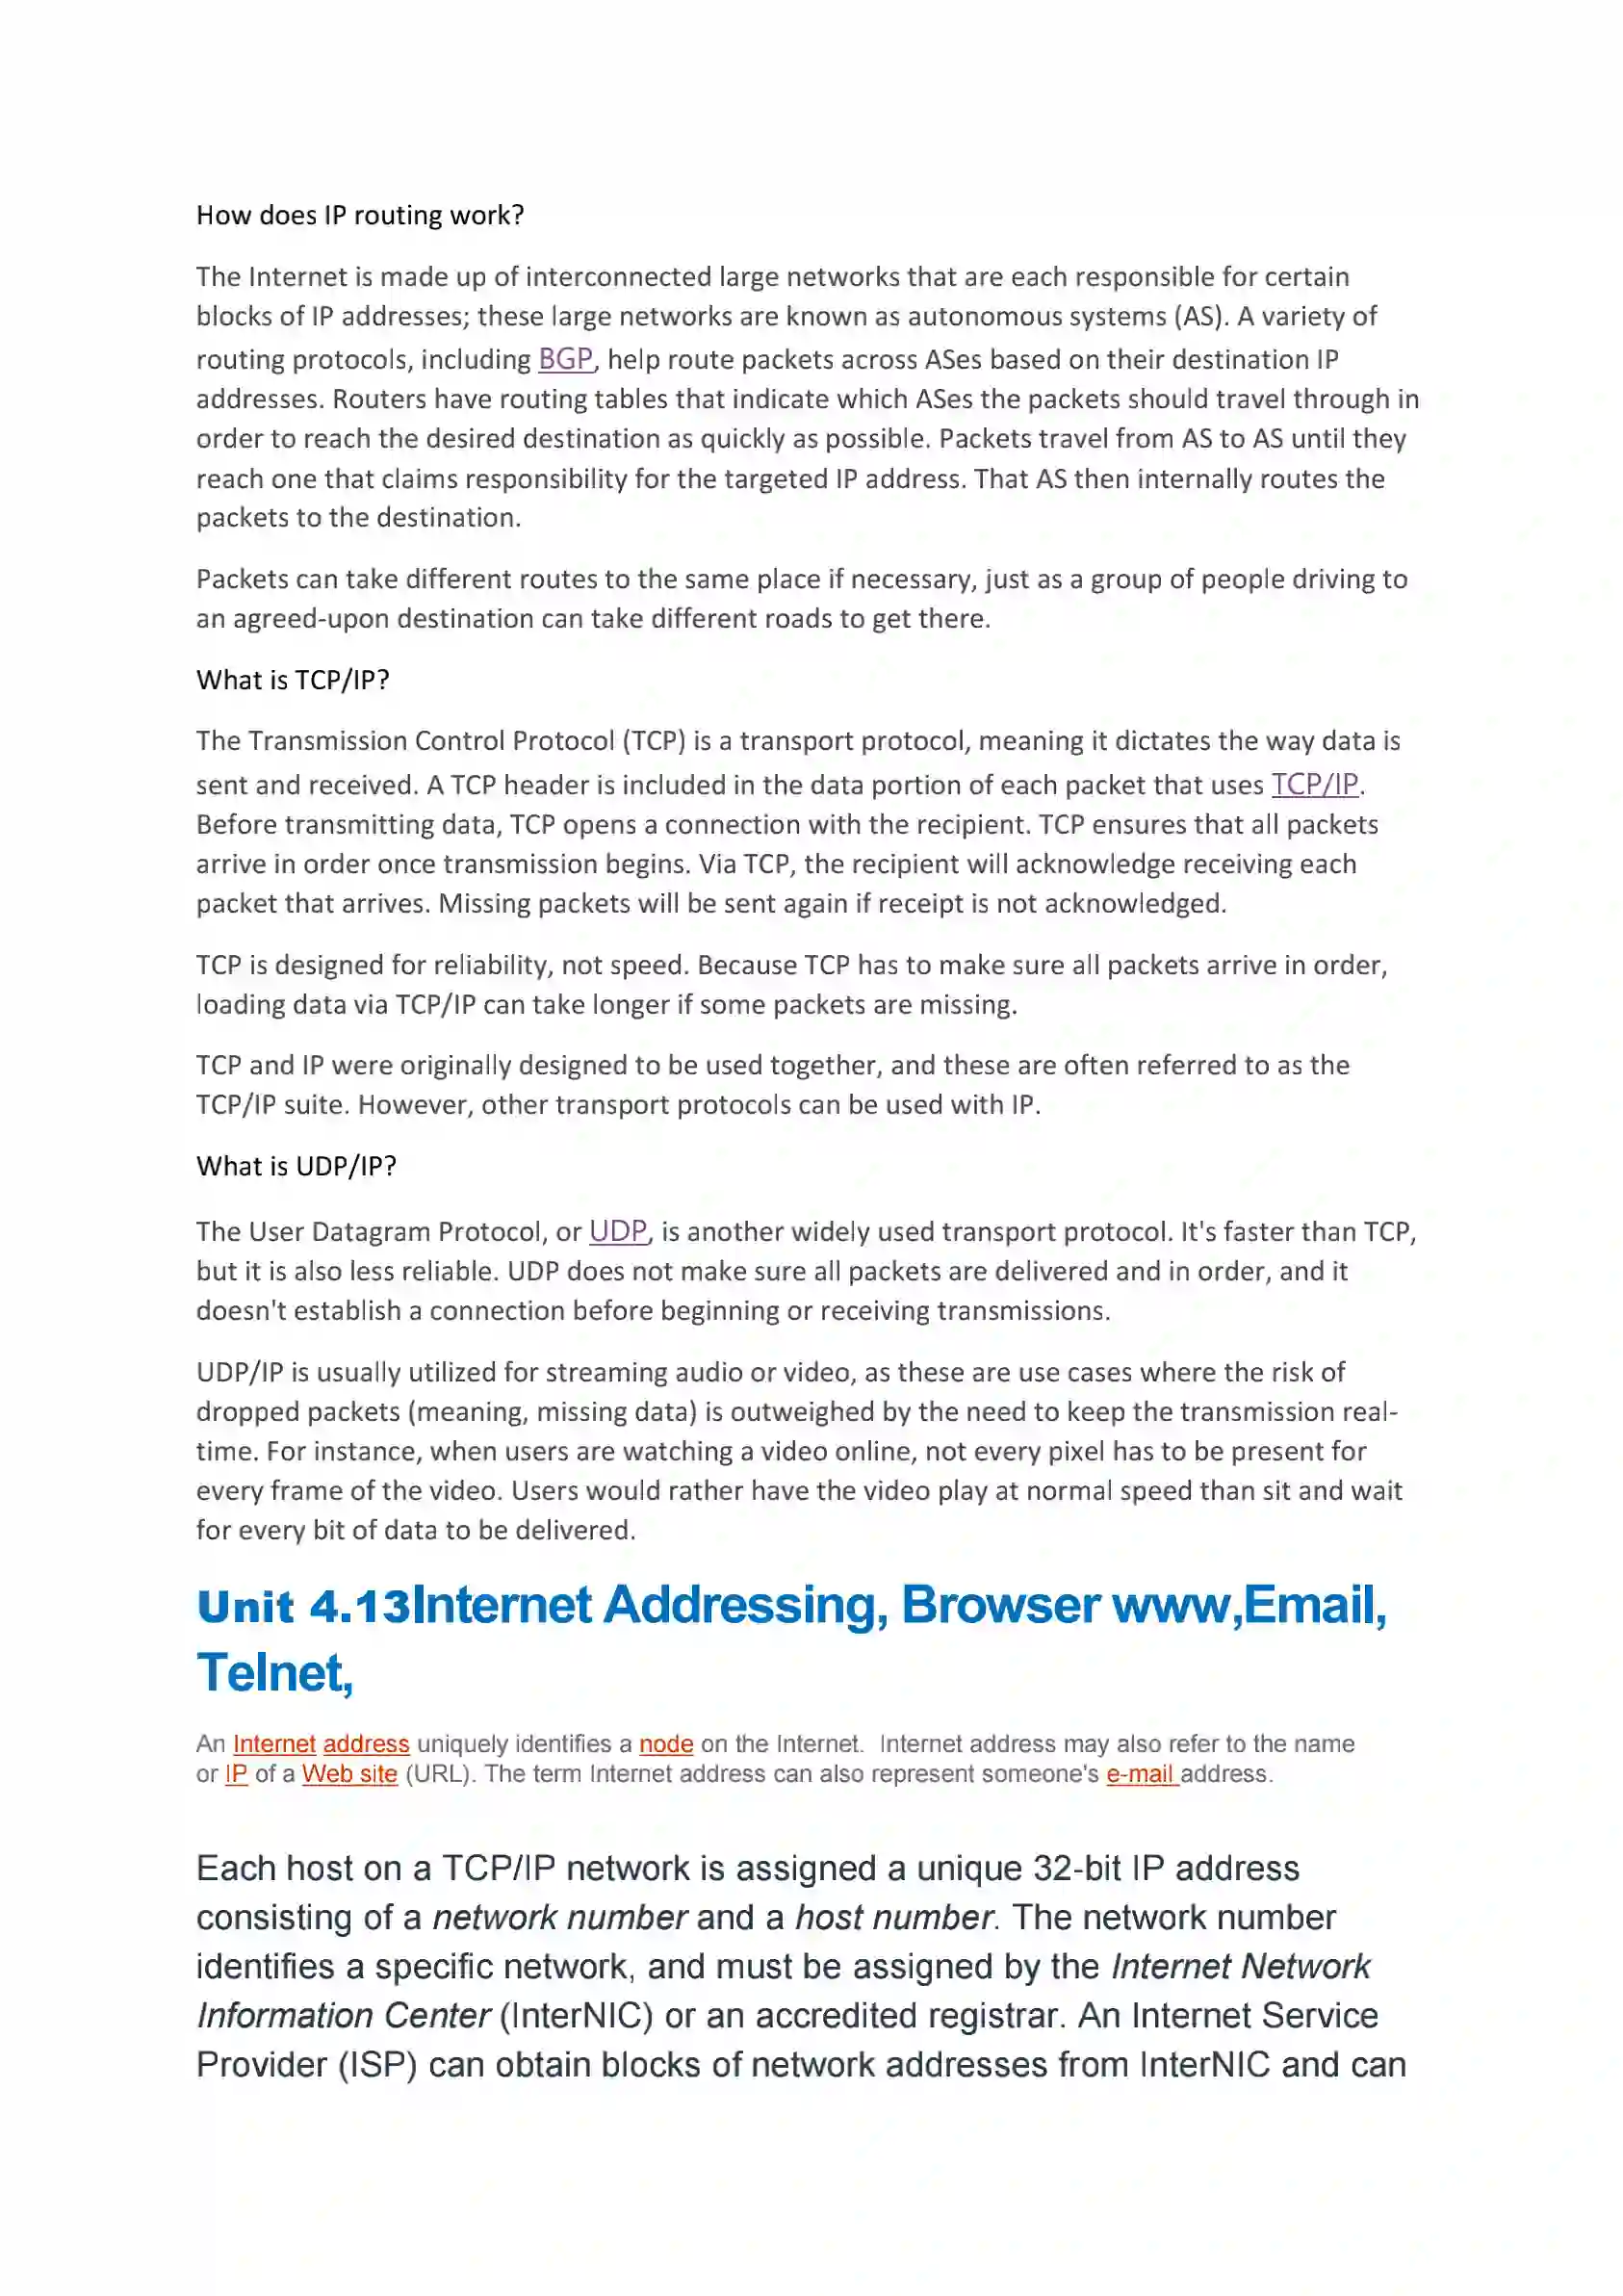 How does IP routing work?
The Internet is made up of interconnected large networks that are each responsible for certain
blocks of IP addresses; these large networks are known as autonomous systems (AS). A variety of
routing protocols, including BGP, help route packets across ASes based on their destination IP
addresses. Routers have routing tables that indicate which ASes the packets should travel through in
order to reach the desired destination as quickly as possible. Packets travel from AS to AS until they
reach one that claims responsibility for the targeted IP address. That AS then internally routes the
packets to the destination.
Packets can take different routes to the same place if necessary, just as a group of people driving to
an agreed-upon destination can take different roads to get there.
What is TCP/IP?
The Transmission Control Protocol (TCP) is a transport protocol, meaning it dictates the way data is
sent and received. A TCP header is included in the data portion of each packet that uses TCP/IP.
Before transmitting data, TCP opens a connection with the recipient. TCP ensures that all packets
arrive in order once transmission begins. Via TCP, the recipient will acknowledge receiving each
packet that arrives. Missing packets will be sent again if receipt is not acknowledged.
TCP is designed for reliability, not speed. Because TCP has to make sure all packets arrive in order,
loading data via TCP/IP can take longer if some packets are missing.
TCP and IP were originally designed to be used together, and these are often referred to as the
TCP/IP suite. However, other transport protocols can be used with IP.
What is UDP/IP?
The User Datagram Protocol, or UDP, is another widely used transport protocol. It's faster than TCP,
but it is also less reliable. UDP does not make sure all packets are delivered and in order, and it
doesn't establish a connection before beginning or receiving transmissions.
UDP/IP is usually utilized for streaming audio or video, as these are use cases where the risk of
dropped packets (meaning, missing data) is outweighed by the need to keep the transmission real-
time. For instance, when users are watching a video online, not every pixel has to be present for
every frame of the video. Users would rather have the video play at normal speed than sit and wait
for every bit of data to be delivered.
Unit 4.13Internet Addressing, Browser www,Email,
Telnet,
An Internet address uniquely identifies a node on the Internet.  Internet address may also refer to the name
or IP of a Web site (URL). The term Internet address can also represent someone's e-mail address.
Each host on a TCP/IP network is assigned a unique 32-bit IP address
consisting of a network number and a host number. The network number
identifies a specific network, and must be assigned by the Internet Network
Information Center (InterNIC) or an accredited registrar. An Internet Service
Provider (ISP) can obtain blocks of network addresses from InterNIC and can